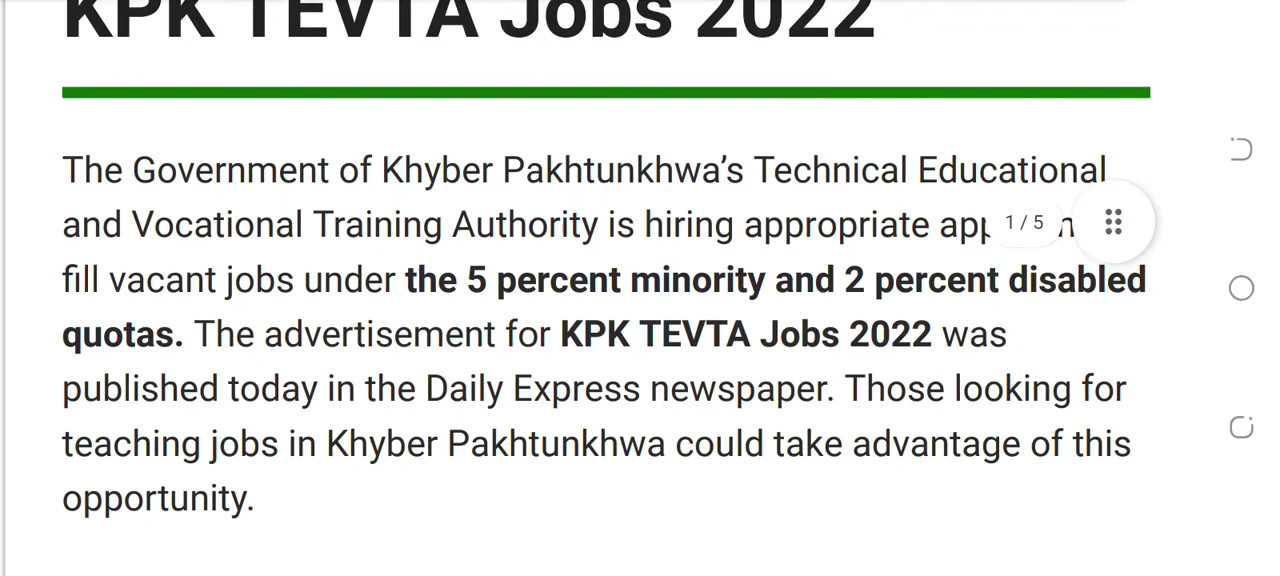 KPK TEVTA Jobs 2022
The Government of Khyber Pakhtunkhwa’s Technical Educational
and Vocational Training Authority is hiring appropriate
1 / 5
fill vacant jobs under the 5 percent minority and 2 percent disabled
quotas. The advertisement for KPK TEVTA Jobs 2022 was
published today in the Daily Express newspaper. Those looking for
teaching jobs in Khyber Pakhtunkhwa could take advantage of this
opportunity.